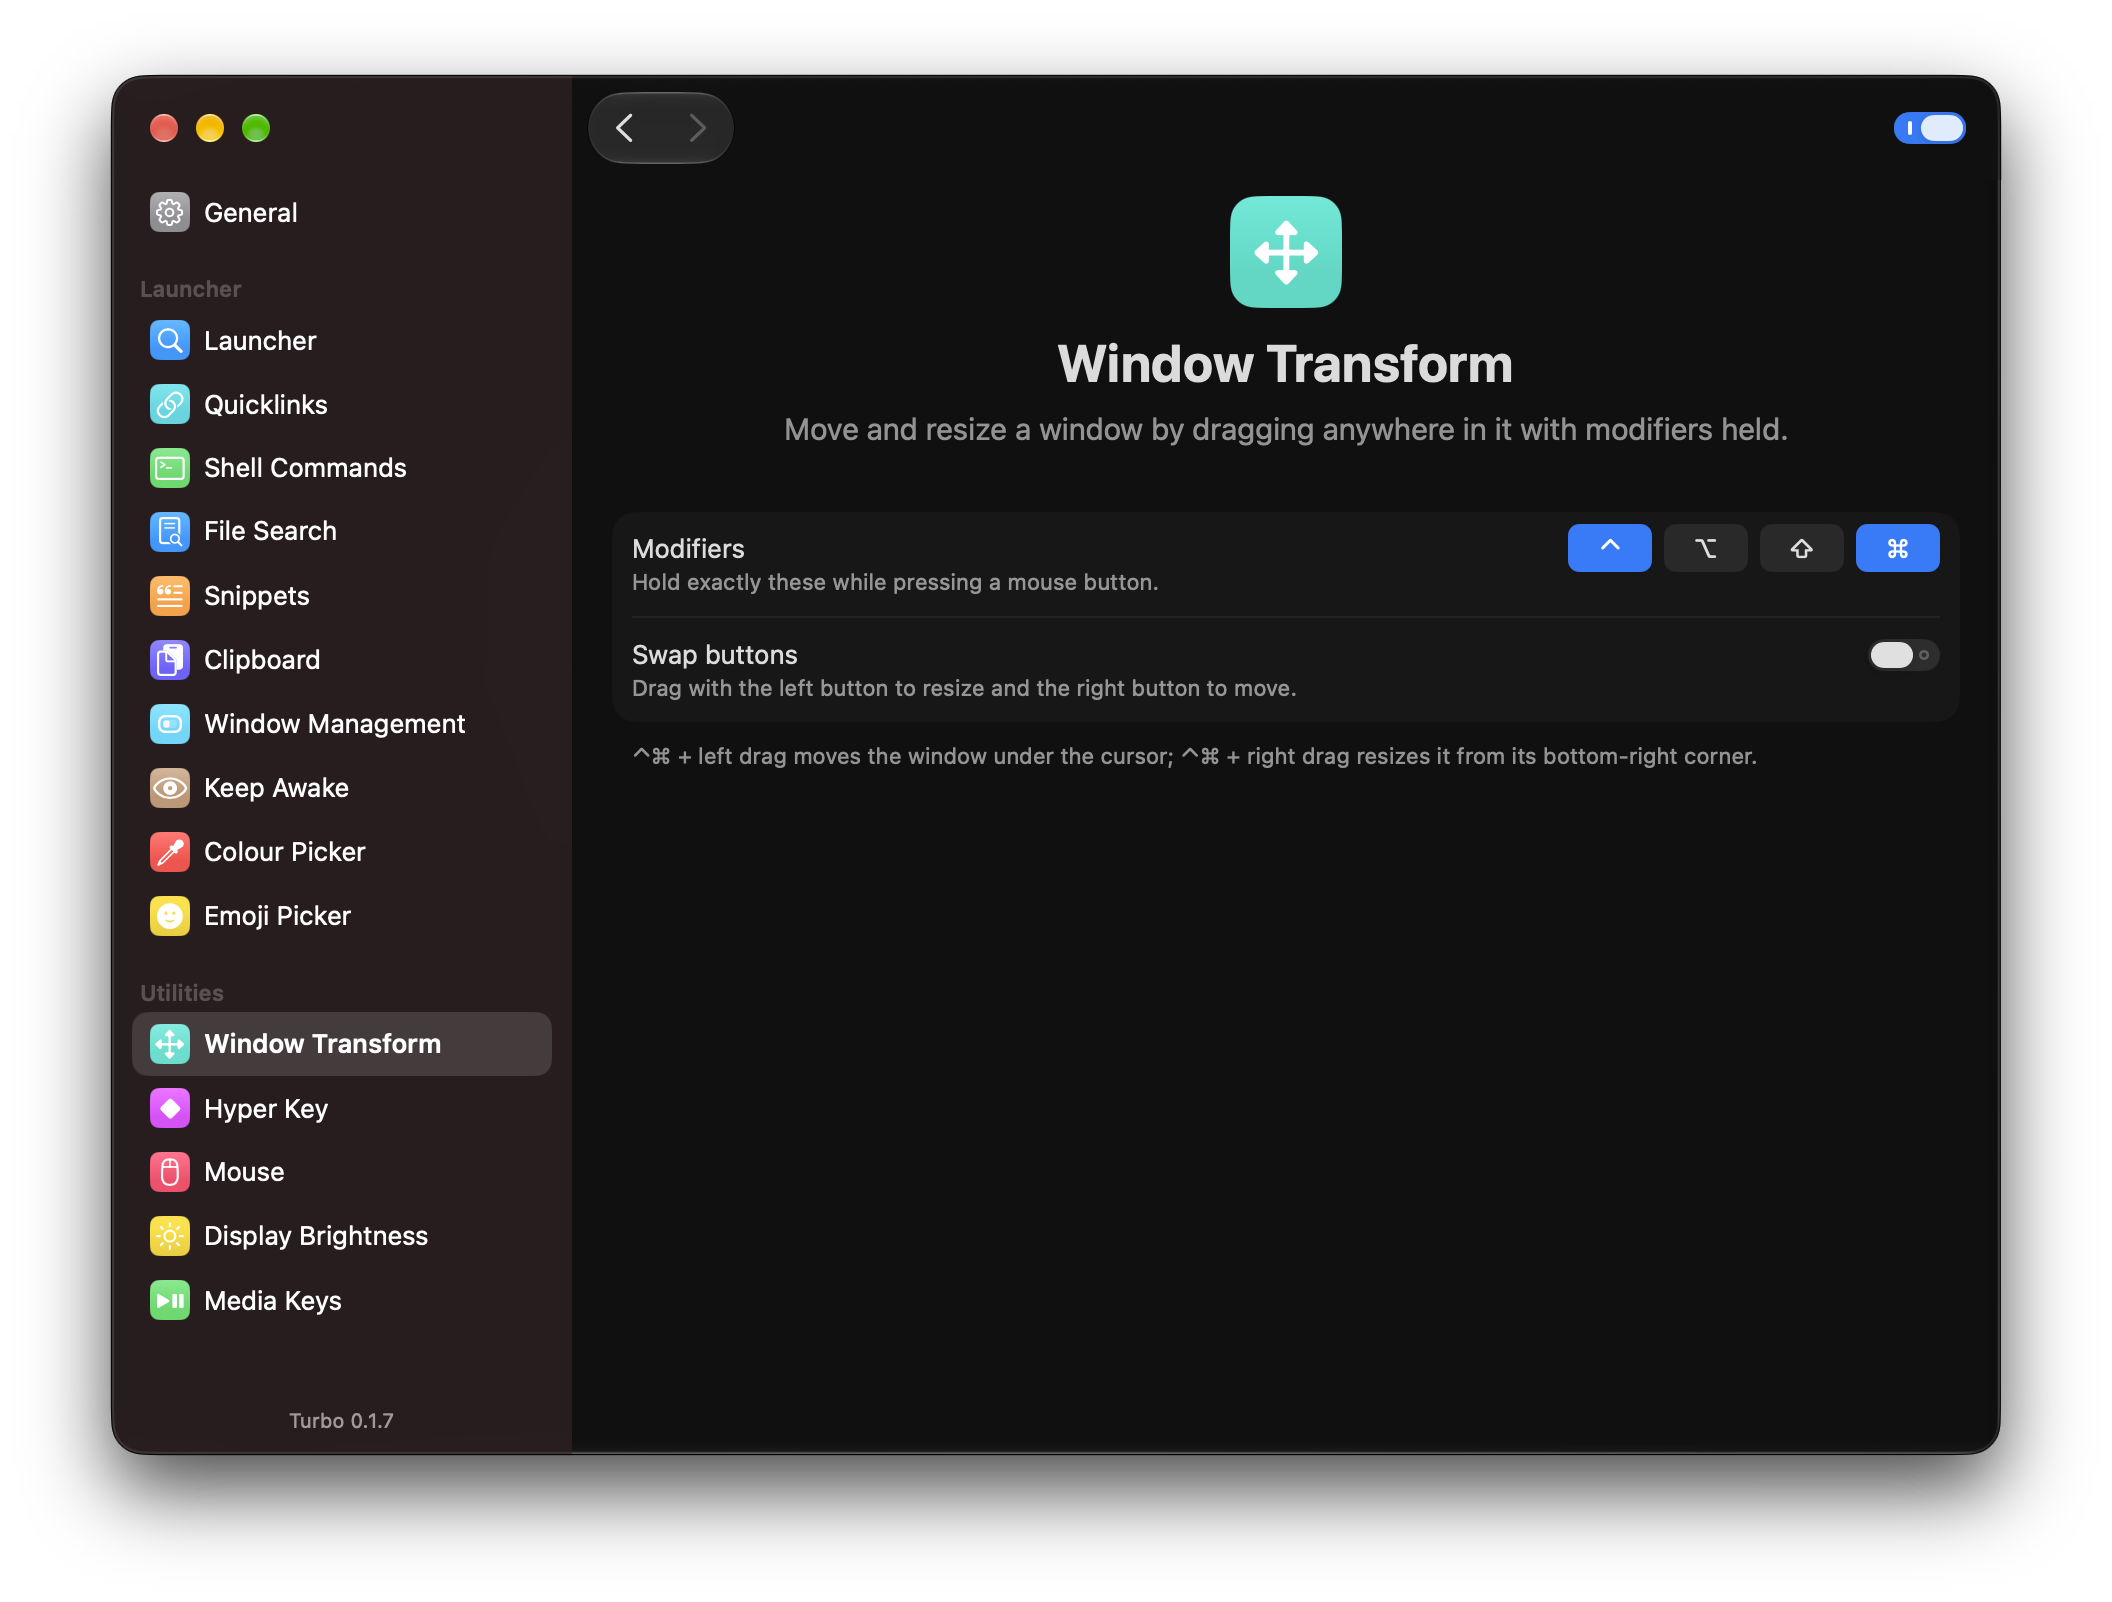 General
Launcher
Launcher
Quicklinks
Shell Commands
File Search
Snippets
Clipboard
Window Management
Keep Awake
Colour Picker
Emoji Picker
Utilities
Window Transform
Hyper Key
Mouse
Display Brightness
Media Keys
Turbo 0.1.7
Window Transform
Move and resize a window by dragging anywhere in it with modifiers held.
Modifiers
⌃ ⌥ ⇧ ⌘
Hold exactly these while pressing a mouse button.
Swap buttons
Drag with the left button to resize and the right button to move.
⌃⌘ + left drag moves the window under the cursor; ⌃⌘ + right drag resizes it from its bottom-right corner.